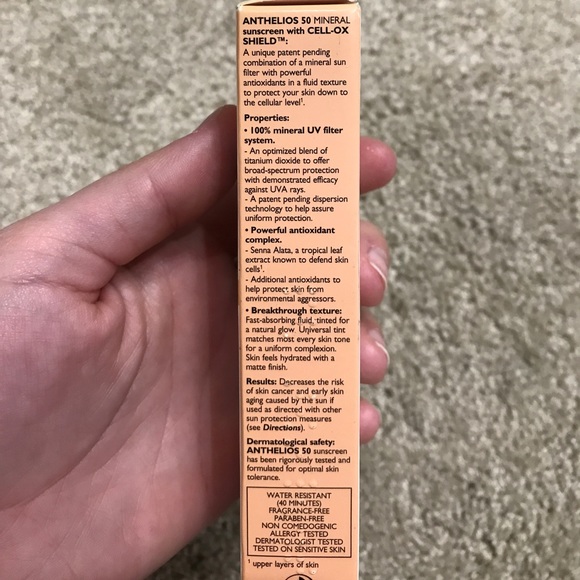 ANTHELIOS 50 MINERAL
sunscreen with CELL-OX
SHIELD™:
A unique patent pending
combination of a mineral sun
filter with powerful
antioxidants in a fluid texture
to protect your skin down to
the cellular level¹.
Properties:
• 100% mineral UV filter
system.
- An optimized blend of
titanium dioxide to offer
broad-spectrum protection
with demonstrated efficacy
against UVA rays.
- A patent pending dispersion
technology to help assure
uniform protection.
• Powerful antioxidant
complex.
- Senna Alata, a tropical leaf
extract known to defend skin
cells¹.
- Additional antioxidants to
help protect skin from
environmental aggressors.
• Breakthrough texture:
Fast-absorbing fluid, tinted for
a natural glow. Universal tint
matches most every skin tone
for a uniform complexion.
Skin feels hydrated with a
matte finish.
Results: Decreases the risk
of skin cancer and early skin
aging caused by the sun if
used as directed with other
sun protection measures
(see Directions).
Dermatological safety:
ANTHELIOS 50 sunscreen
has been rigorously tested and
formulated for optimal skin
tolerance.
WATER RESISTANT
(40 MINUTES)
FRAGRANCE-FREE
PARABEN-FREE
NON COMEDOGENIC
ALLERGY TESTED
DERMATOLOGIST TESTED
TESTED ON SENSITIVE SKIN
¹ upper layers of skin